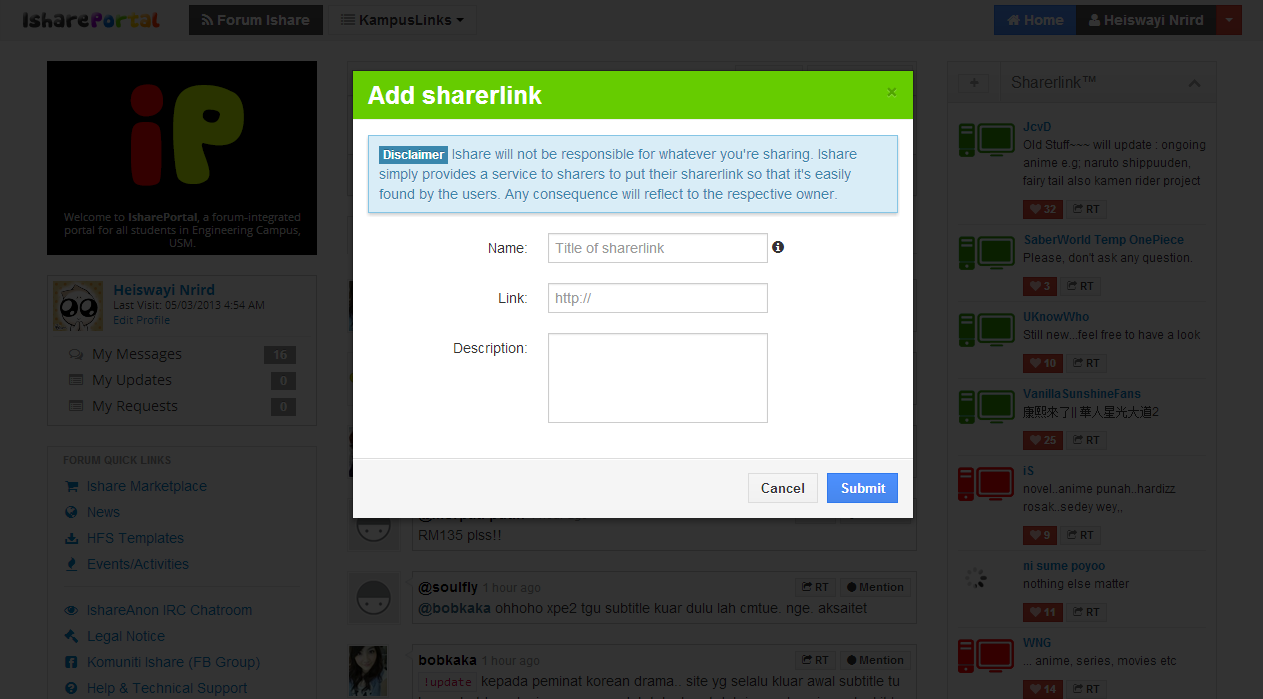 IsharePortal
Forum Ishare
KampusLinks
Home
Heiswayi Nrird
iP
Welcome to IsharePortal, a forum-integrated
portal for all students in Engineering Campus,
USM.
Heiswayi Nrird
Last Visit: 05/03/2013 4:54 AM
Edit Profile
My Messages 16
My Updates 0
My Requests 0
FORUM QUICK LINKS
Ishare Marketplace
News
HFS Templates
Events/Activities
IshareAnon IRC Chatroom
Legal Notice
Komuniti Ishare (FB Group)
Help & Technical Support
Add sharerlink ×
Disclaimer Ishare will not be responsible for whatever you're sharing. Ishare
simply provides a service to sharers to put their sharerlink so that it's easily
found by the users. Any consequence will reflect to the respective owner.
Name: Title of sharerlink
Link: http://
Description:
Cancel Submit
RM135 plss!!
@soulfly 1 hour ago RT Mention
@bobkaka ohhoho xpe2 tgu subtitle kuar dulu lah cmtue. nge. aksaitet
bobkaka 1 hour ago RT Mention
!update kepada peminat korean drama.. site yg selalu kluar awal subtitle tu
+ Sharerlink™
JcvD
Old Stuff~~~ will update : ongoing
anime e.g; naruto shippuuden,
fairy tail also kamen rider project
32 RT
SaberWorld Temp OnePiece
Please, don't ask any question.
3 RT
UKnowWho
Still new...feel free to have a look
10 RT
VanillaSunshineFans
康熙來了|| 華人星光大道2
25 RT
iS
novel..anime punah..hardizz
rosak..sedey wey,,
9 RT
ni sume poyoo
nothing else matter
11 RT
WNG
... anime, series, movies etc
14 RT